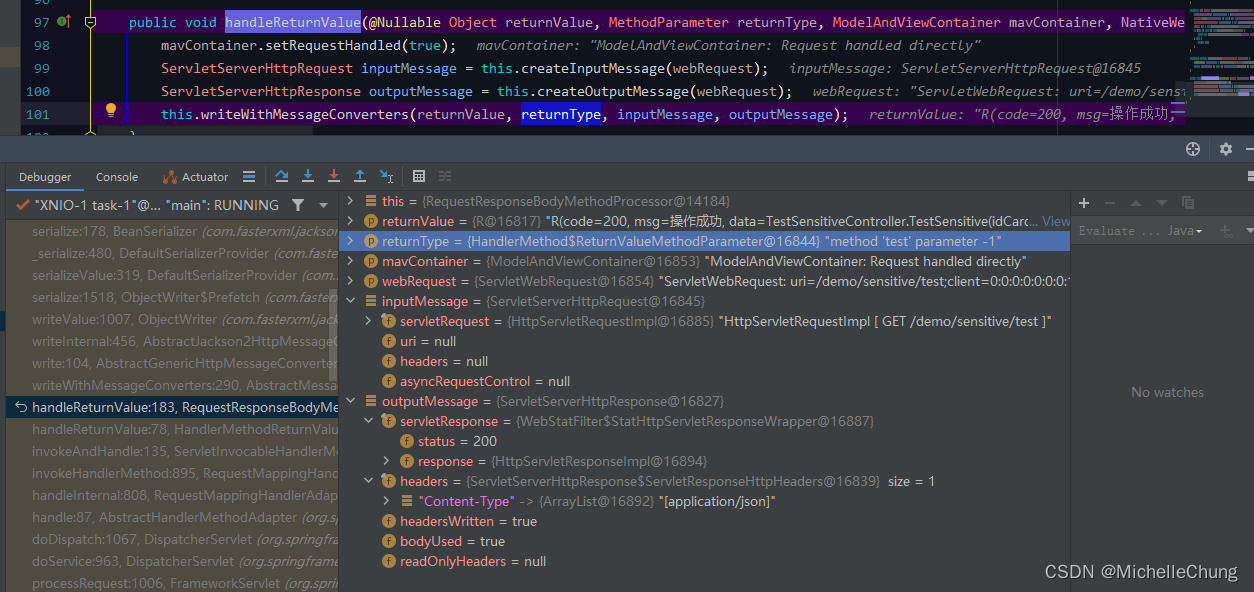 96
97 public void handleReturnValue(@Nullable Object returnValue, MethodParameter returnType, ModelAndViewContainer mavContainer, NativeWe
98 mavContainer.setRequestHandled(true); mavContainer: "ModelAndViewContainer: Request handled directly"
99 ServletServerHttpRequest inputMessage = this.createInputMessage(webRequest); inputMessage: ServletServerHttpRequest@16845
100 ServletServerHttpResponse outputMessage = this.createOutputMessage(webRequest); webRequest: "ServletWebRequest: uri=/demo/sensit
101 this.writeWithMessageConverters(returnValue, returnType, inputMessage, outputMessage); returnValue: "R(code=200, msg=操作成功,
102 }
Debugger Console Actuator
"XNIO-1 task-1"@... "main": RUNNING
serialize:178, BeanSerializer (com.fasterxml.jackson
_serialize:480, DefaultSerializerProvider (com.faste
serializeValue:319, DefaultSerializerProvider (com.f
serialize:1518, ObjectWriter$Prefetch (com.fasterx
writeValue:1007, ObjectWriter (com.fasterxml.jack
writeInternal:456, AbstractJackson2HttpMessageC
write:104, AbstractGenericHttpMessageConverter
writeWithMessageConverters:290, AbstractMessa
handleReturnValue:183, RequestResponseBodyMe
handleReturnValue:78, HandlerMethodReturnValu
invokeAndHandle:135, ServletInvocableHandlerM
invokeHandlerMethod:895, RequestMappingHand
handleInternal:808, RequestMappingHandlerAdap
handle:87, AbstractHandlerMethodAdapter (org.s
doDispatch:1067, DispatcherServlet (org.springfram
doService:963, DispatcherServlet (org.springframe
processRequest:1006, FrameworkServlet (org.spri
this = {RequestResponseBodyMethodProcessor@14184}
returnValue = {R@16817} "R(code=200, msg=操作成功, data=TestSensitiveController.TestSensitive(idCarc... View
returnType = {HandlerMethod$ReturnValueMethodParameter@16844} "method 'test' parameter -1"
mavContainer = {ModelAndViewContainer@16853} "ModelAndViewContainer: Request handled directly"
webRequest = {ServletWebRequest@16854} "ServletWebRequest: uri=/demo/sensitive/test;client=0:0:0:0:0:0:0:1
inputMessage = {ServletServerHttpRequest@16845}
servletRequest = {HttpServletRequestImpl@16885} "HttpServletRequestImpl [ GET /demo/sensitive/test ]"
uri = null
headers = null
asyncRequestControl = null
outputMessage = {ServletServerHttpResponse@16827}
servletResponse = {WebStatFilter$StatHttpServletResponseWrapper@16887}
status = 200
response = {HttpServletResponseImpl@16894}
headers = {ServletServerHttpResponse$ServletResponseHttpHeaders@16839} size = 1
"Content-Type" -> {ArrayList@16892} "[application/json]"
headersWritten = true
bodyUsed = true
readOnlyHeaders = null
Evaluate ... Java
No watches
CSDN @MichelleChung